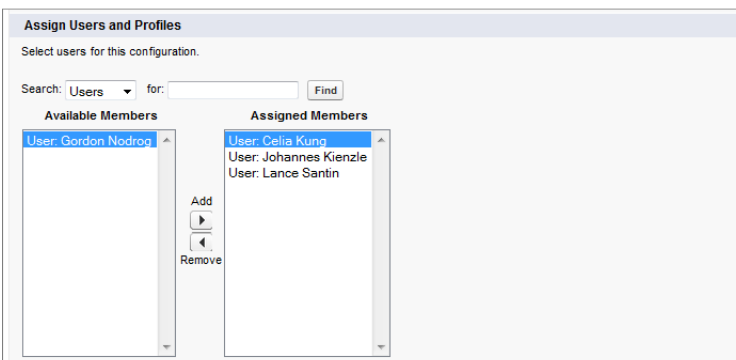 Assign Users and Profiles
Select users for this configuration.
Search: Users for: Find
Available Members Assigned Members
User: Gordon Nodrog User: Celia Kung
User: Johannes Kienzle
User: Lance Santin
Add
Remove